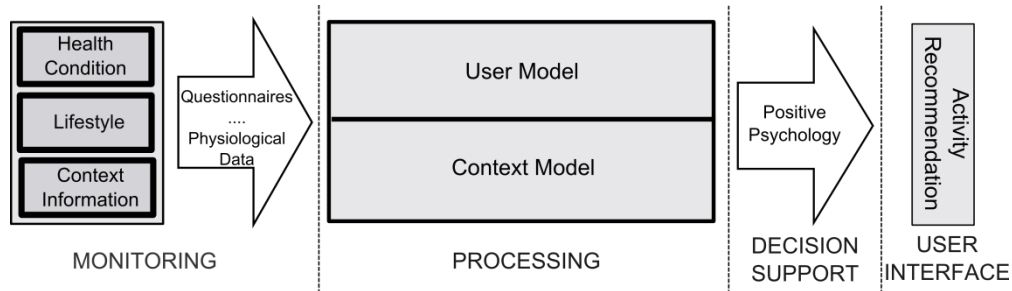 Health
Condition
Lifestyle
Context
Information
Questionnaires
....
Physiological
Data
User Model
Context Model
Positive
Psychology
Activity
Recommendation
MONITORING
PROCESSING
DECISION
SUPPORT
USER
INTERFACE